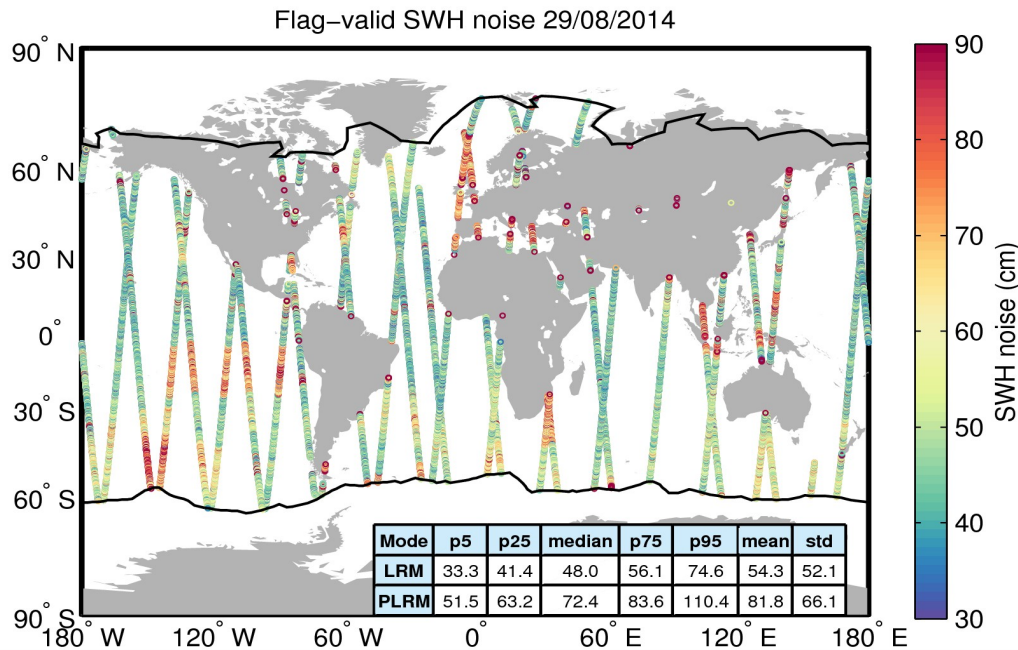 Flag−valid SWH noise 29/08/2014
90° N
60° N
30° N
0°
30° S
60° S
90° S
180° W
120° W
60° W
0°
60° E
120° E
180° E
Mode p5 p25 median p75 p95 mean std
LRM 33.3 41.4 48.0 56.1 74.6 54.3 52.1
PLRM 51.5 63.2 72.4 83.6 110.4 81.8 66.1
90
80
70
60
50
40
30
SWH noise (cm)